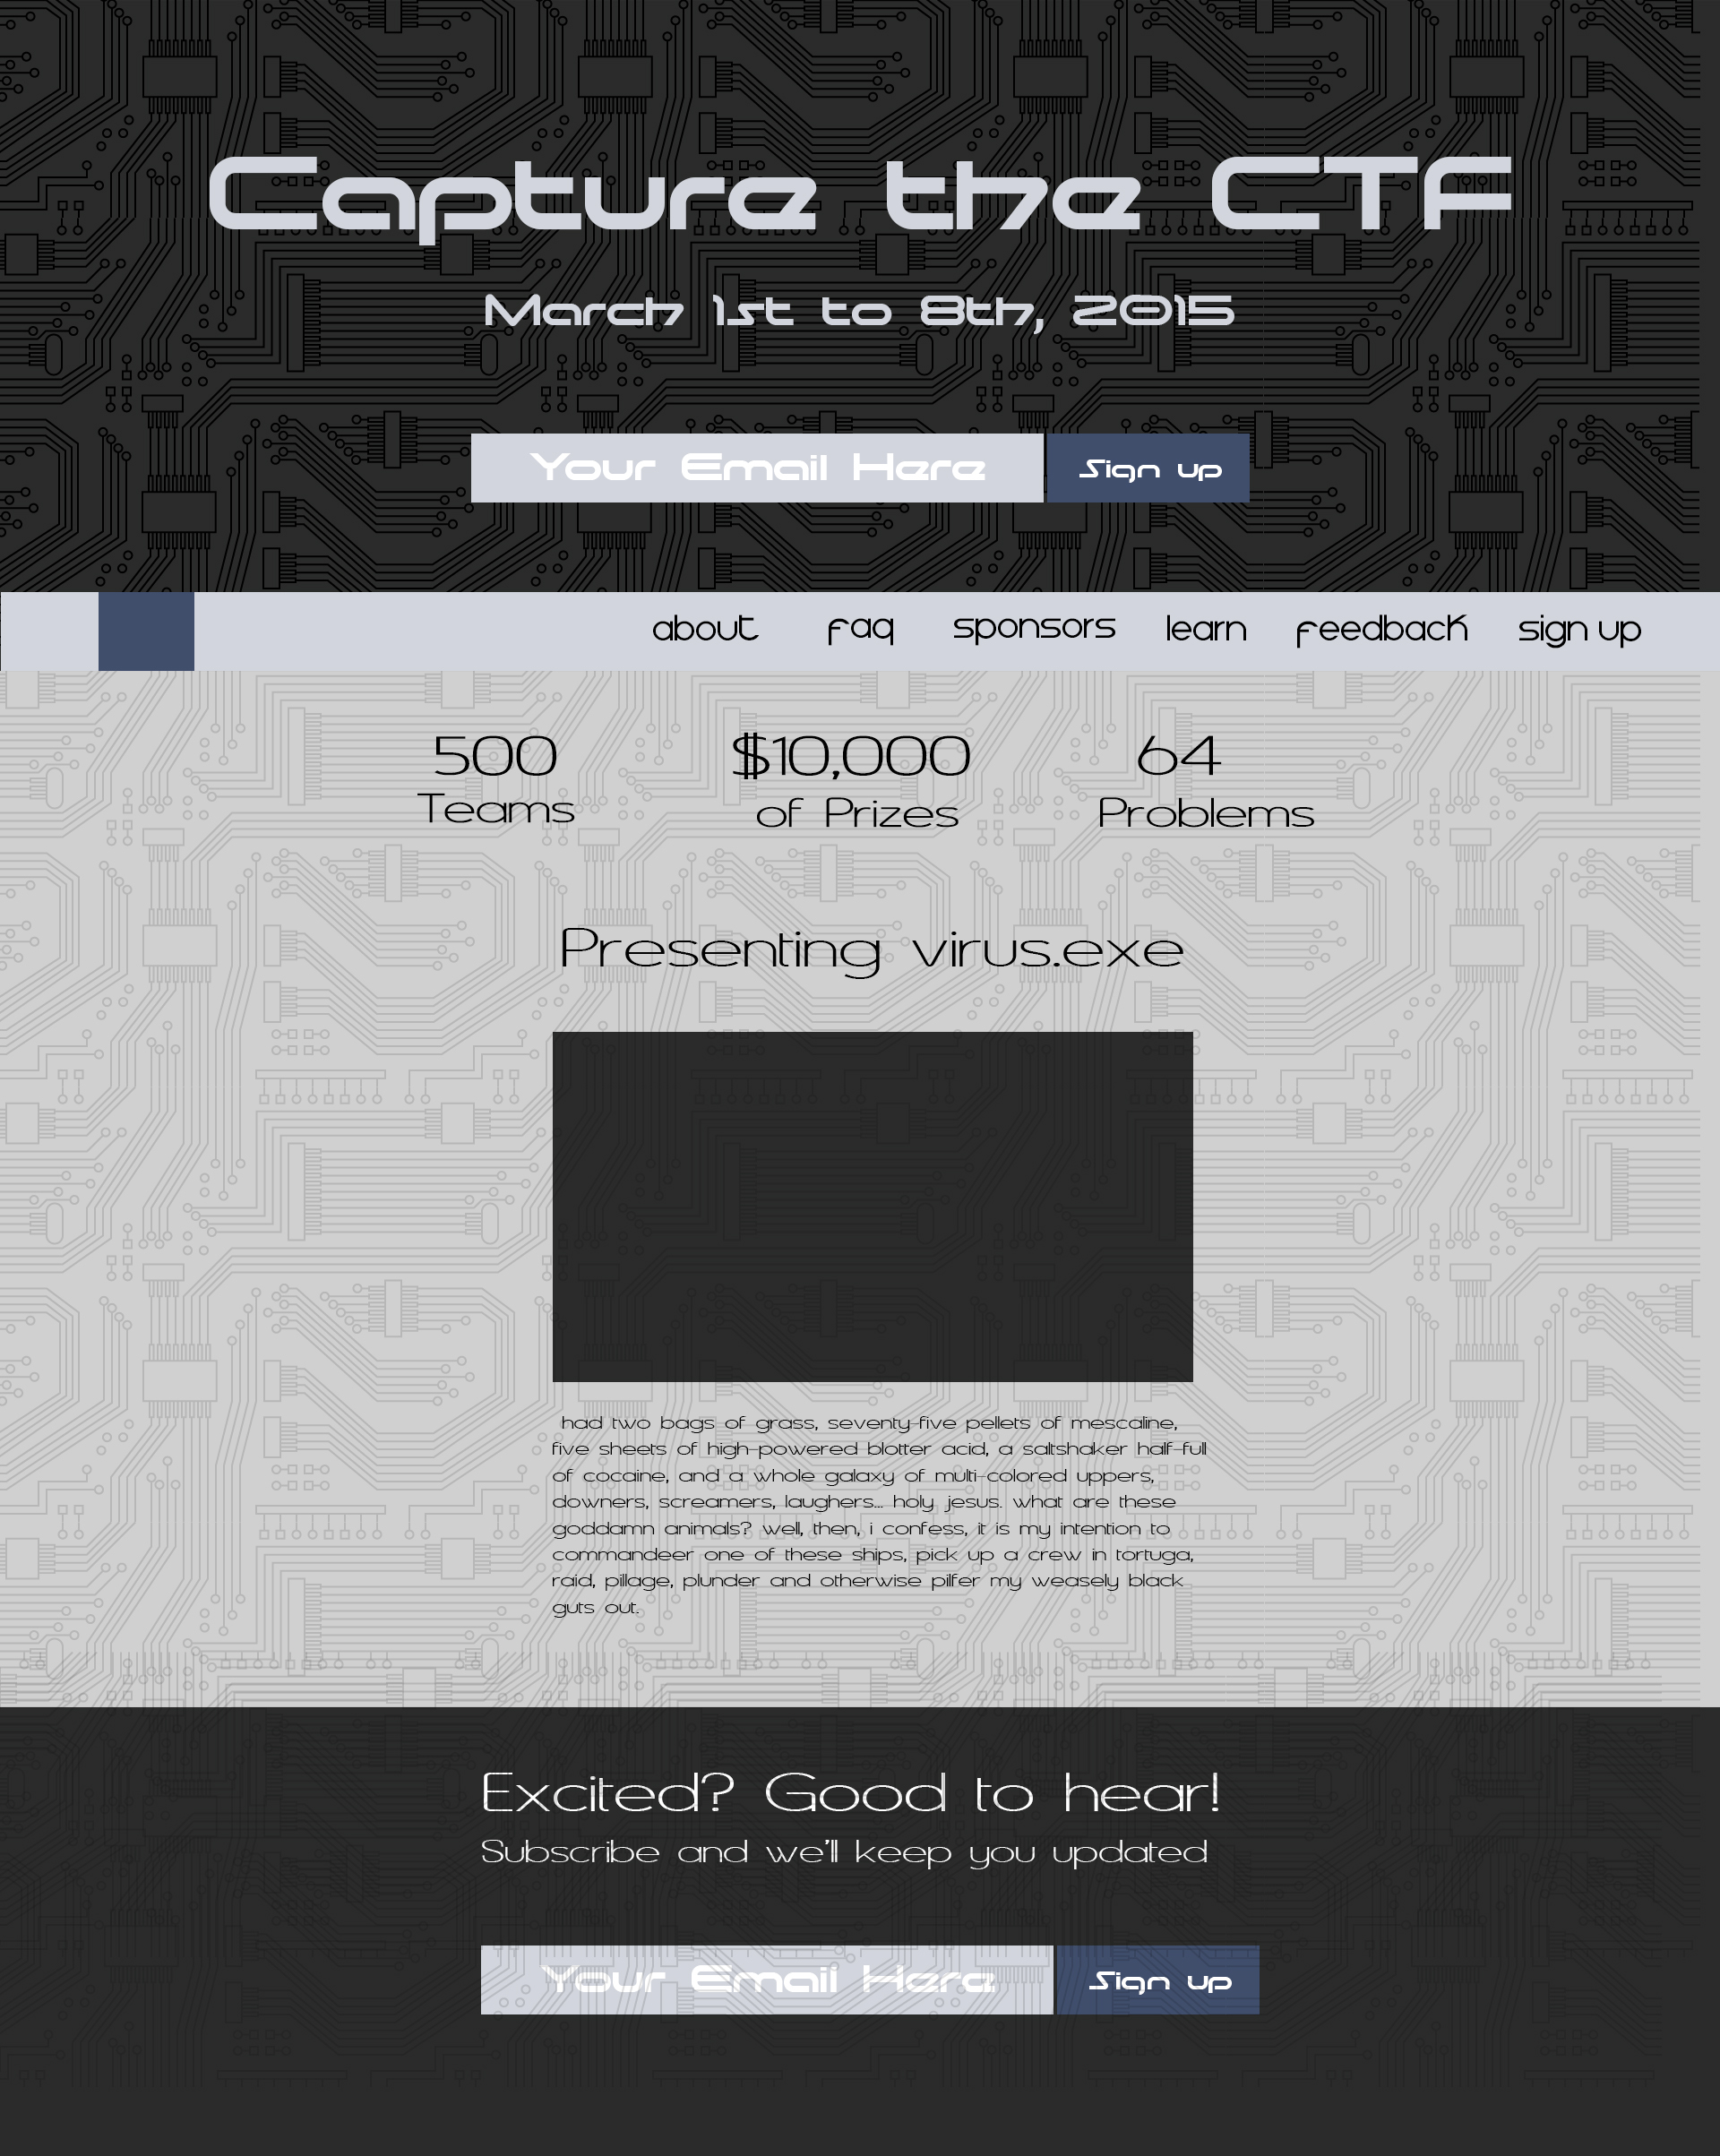 Capture the CTF
March 1st to 8th, 2015
Your Email Here
Sign up
about faq sponsors learn feedback sign up
500 $10,000 64
Teams of Prizes Problems
Presenting virus.exe
had two bags of grass, seventy-five pellets of mescaline,
five sheets of high-powered blotter acid, a saltshaker half-full
of cocaine, and a whole galaxy of multi-colored uppers,
downers, screamers, laughers... holy jesus. what are these
goddamn animals? well, then, i confess, it is my intention to
commandeer one of these ships, pick up a crew in tortuga,
raid, pillage, plunder and otherwise pilfer my weasely black
guts out.
Excited? Good to hear!
Subscribe and we'll keep you updated
Your Email Here
Sign up